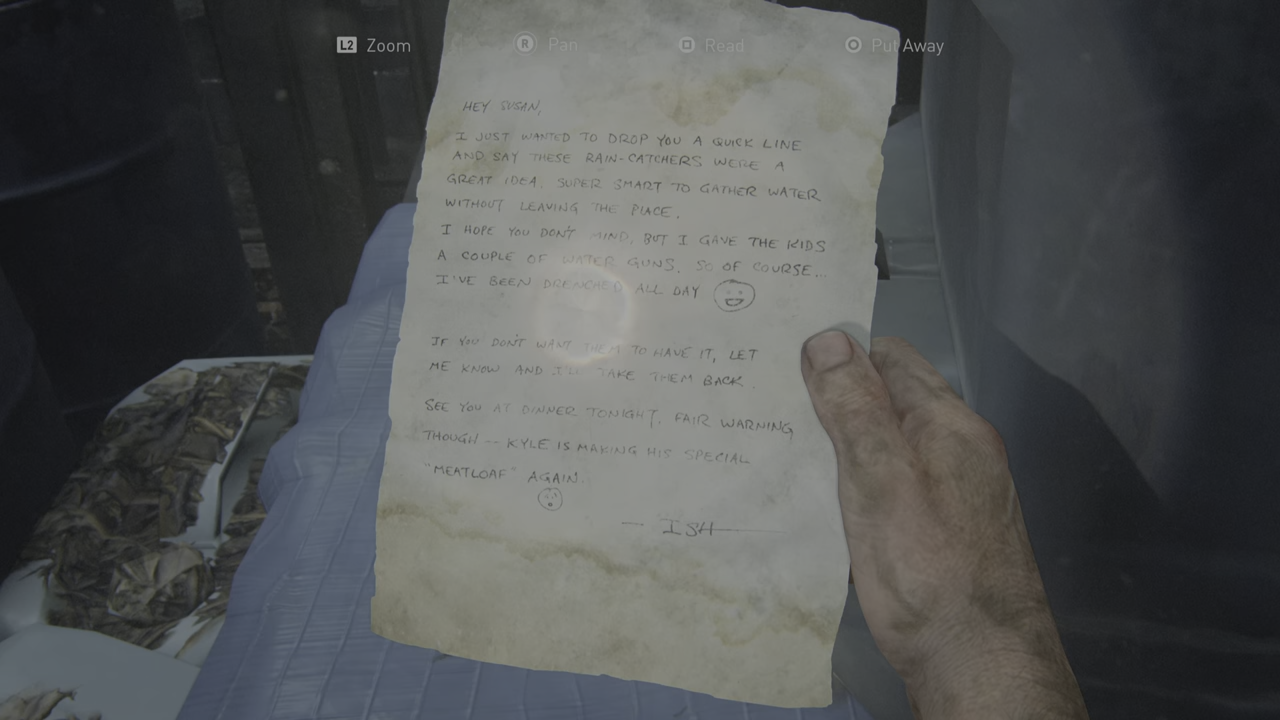 L2 Zoom R Pan Read Put Away
HEY SUSAN,
I JUST WANTED TO DROP YOU A QUICK LINE
AND SAY THESE RAIN-CATCHERS WERE A
GREAT IDEA. SUPER SMART TO GATHER WATER
WITHOUT LEAVING THE PLACE.
I HOPE YOU DON'T MIND, BUT I GAVE THE KIDS
A COUPLE OF WATER GUNS. SO OF COURSE...
I'VE BEEN DRENCHED ALL DAY
IF YOU DON'T WANT THEM TO HAVE IT, LET
ME KNOW AND I'LL TAKE THEM BACK.
SEE YOU AT DINNER TONIGHT. FAIR WARNING
THOUGH -- KYLE IS MAKING HIS SPECIAL
"MEATLOAF" AGAIN.
— ISH